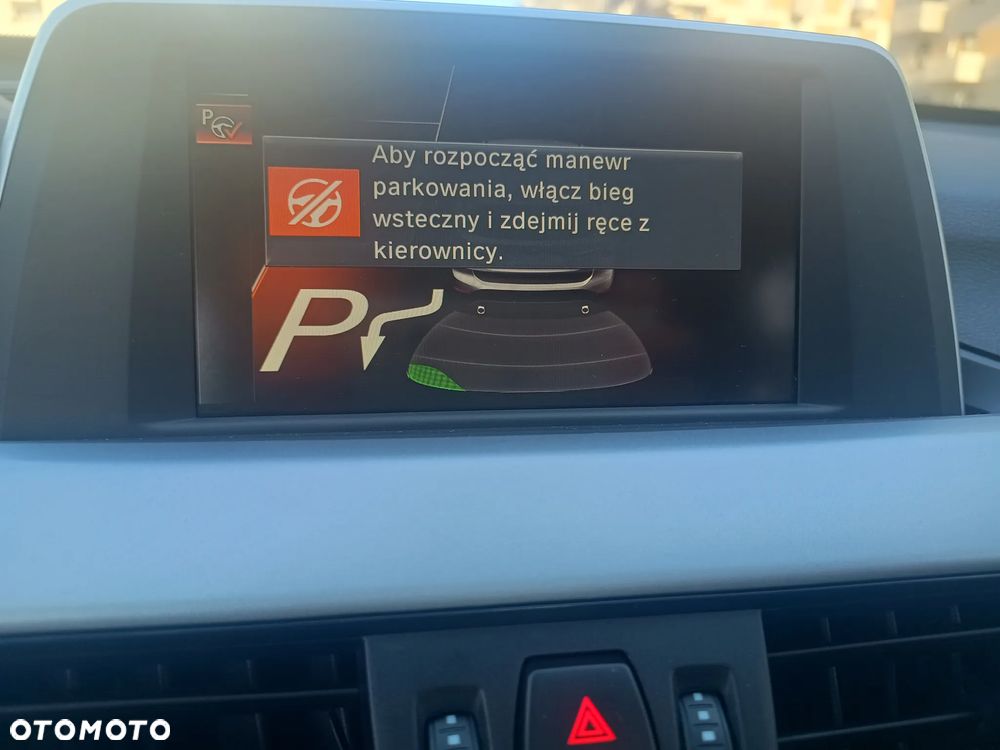 P
Aby rozpocząć manewr
parkowania, włącz bieg
wsteczny i zdejmij ręce z
kierownicy.
P
OTOMOTO